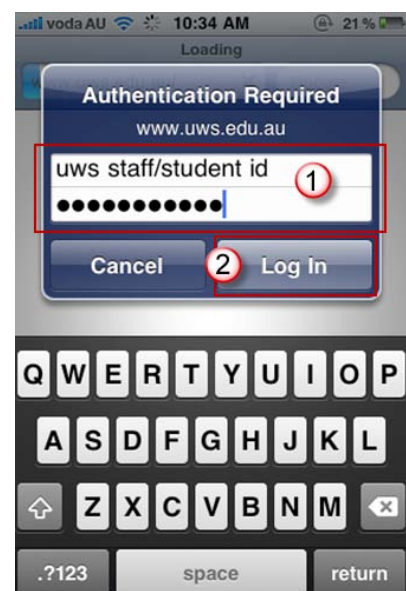 voda AU 10:34 AM 21%
Loading
Authentication Required
www.uws.edu.au
uws staff/student id
●●●●●●●●●●●
1
Cancel 2 Log In
Q W E R T Y U I O P
A S D F G H J K L
Z X C V B N M
.?123 space return